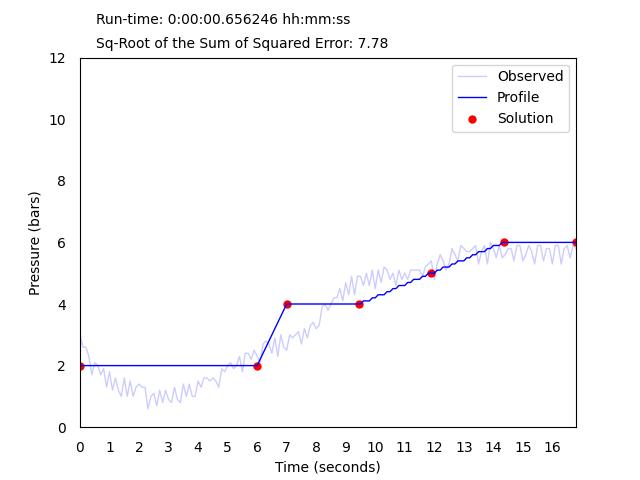 Run-time: 0:00:00.656246 hh:mm:ss
Sq-Root of the Sum of Squared Error: 7.78
12
10
8
6
4
2
0
Pressure (bars)
Observed
Profile
Solution
0 1 2 3 4 5 6 7 8 9 10 11 12 13 14 15 16
Time (seconds)